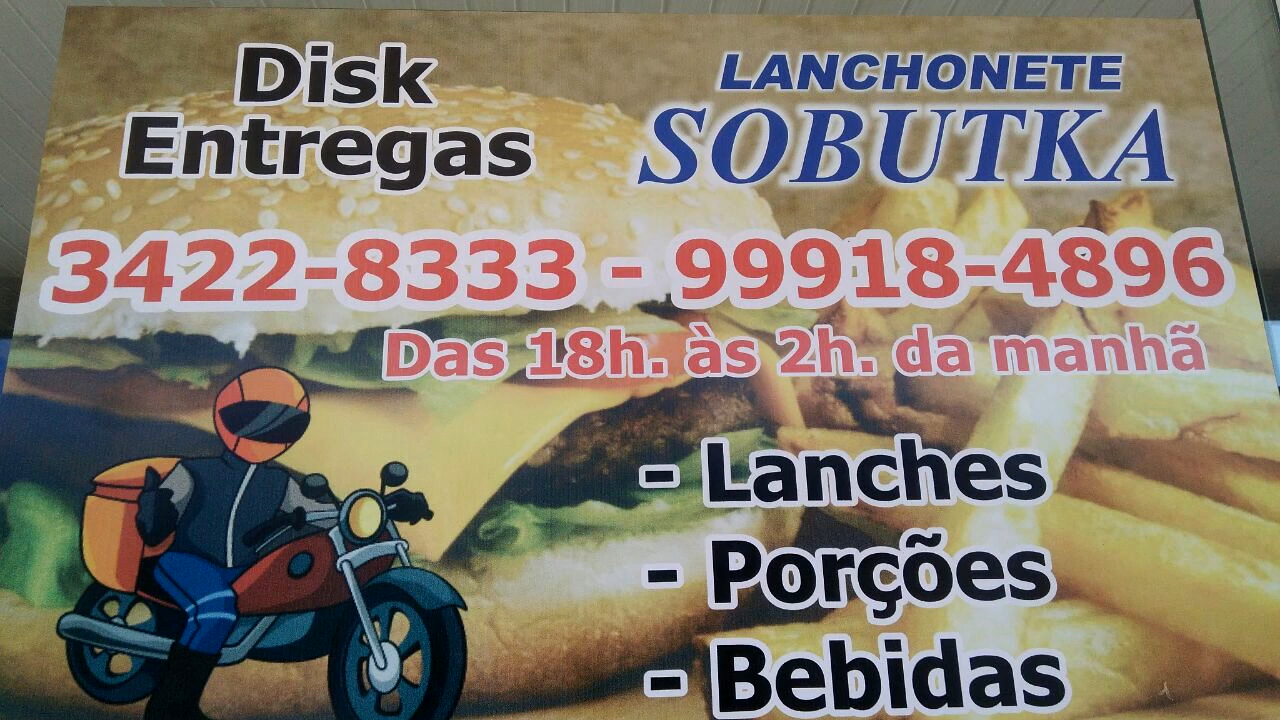 Disk
Entregas
LANCHONETE
SOBUTKA
3422-8333 - 99918-4896
Das 18h. às 2h. da manhã
- Lanches
- Porções
- Bebidas